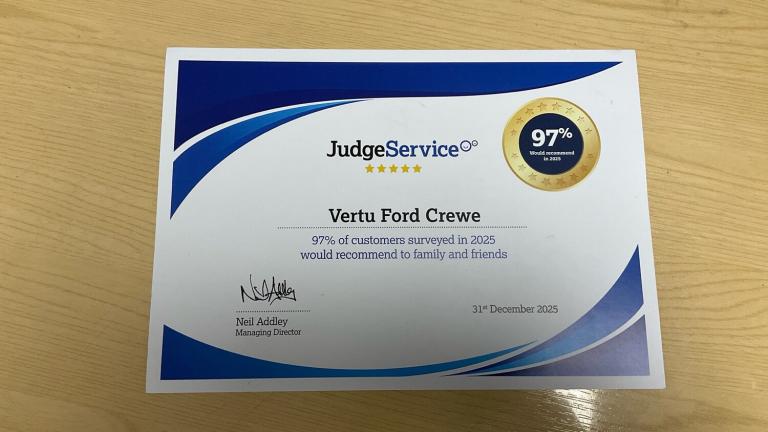 JudgeService
97%
Would recommend
in 2025
Vertu Ford Crewe
97% of customers surveyed in 2025
would recommend to family and friends
Neil Addley
Managing Director
31st December 2025